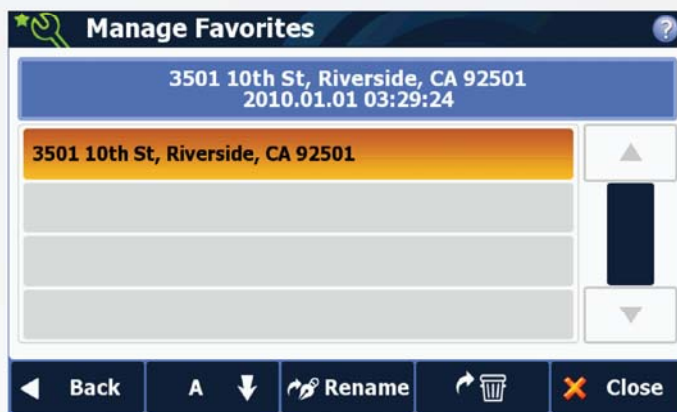 Manage Favorites
?
3501 10th St, Riverside, CA 92501
2010.01.01 03:29:24
3501 10th St, Riverside, CA 92501
Back
A
Rename
Close